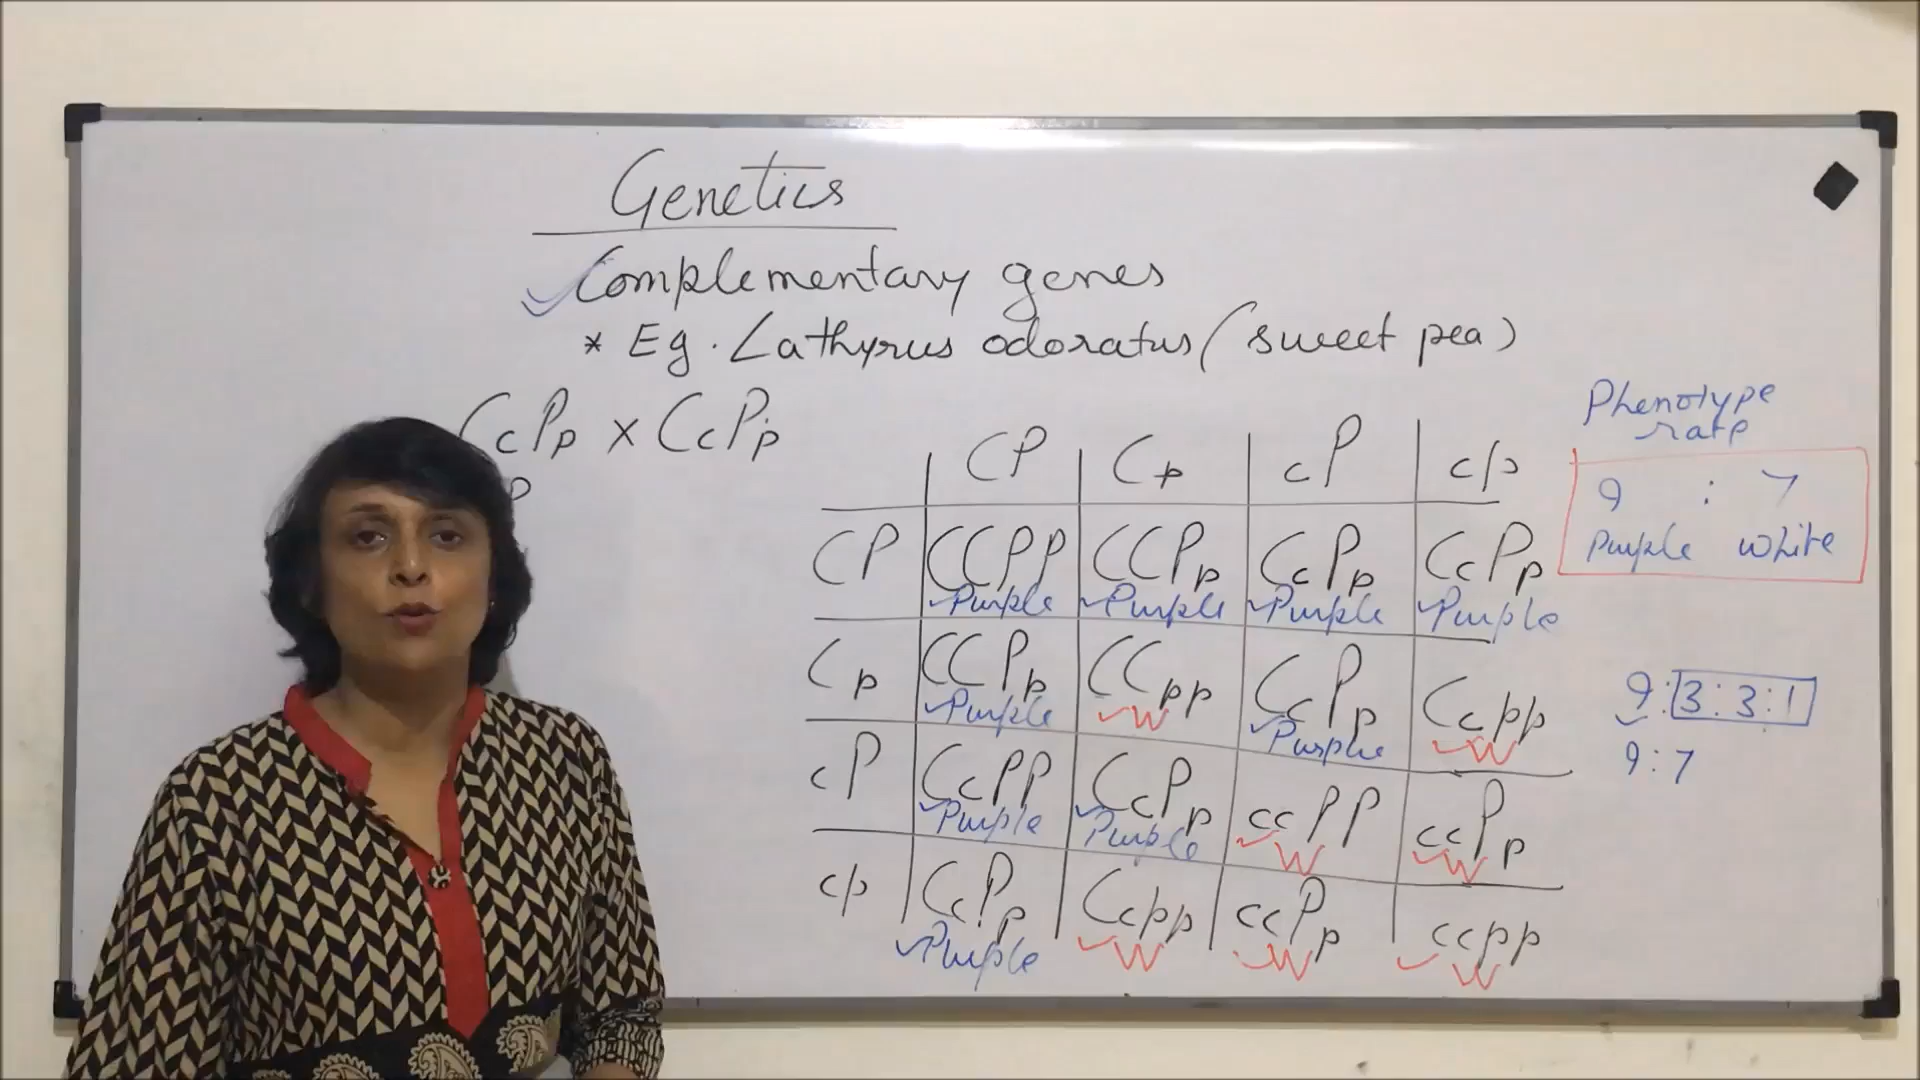 Genetics
Complementary genes
* Eg. Lathyrus odoratus (sweet pea)
CcPp x CcPp
P
Phenotype
9 : 7
Purple white
CP Cp cP cp
CP CCPP CCPp CcPp CcPp
Purple Purple Purple Purple
Cp CCPp CCpp CcPp Ccpp
Purple W Purple W
9:3:3:1
9:7
cP CcPP CcPp ccPP ccPp
Purple Purple W W
cp CcPp Ccpp ccPp ccpp
Purple W W W